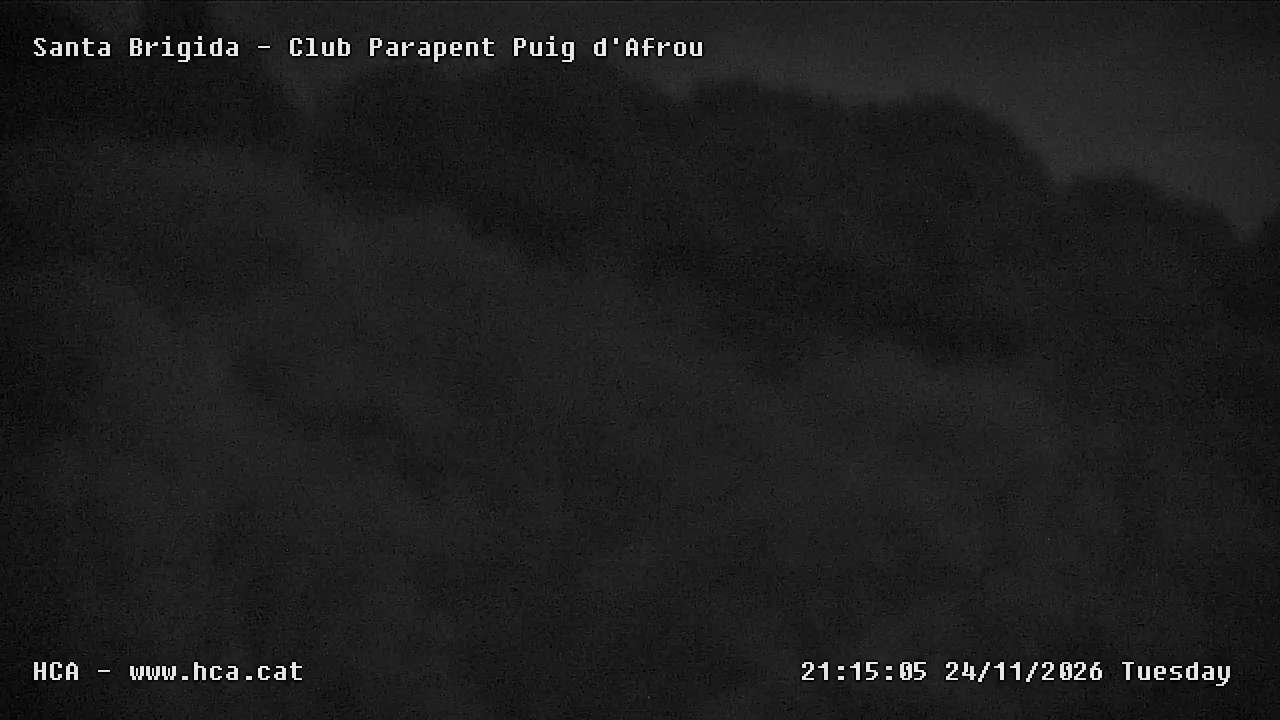 Santa Brigida - Club Parapent Puig d'Afrou
HCA - www.hca.cat
21:15:05 24/11/2026 Tuesday